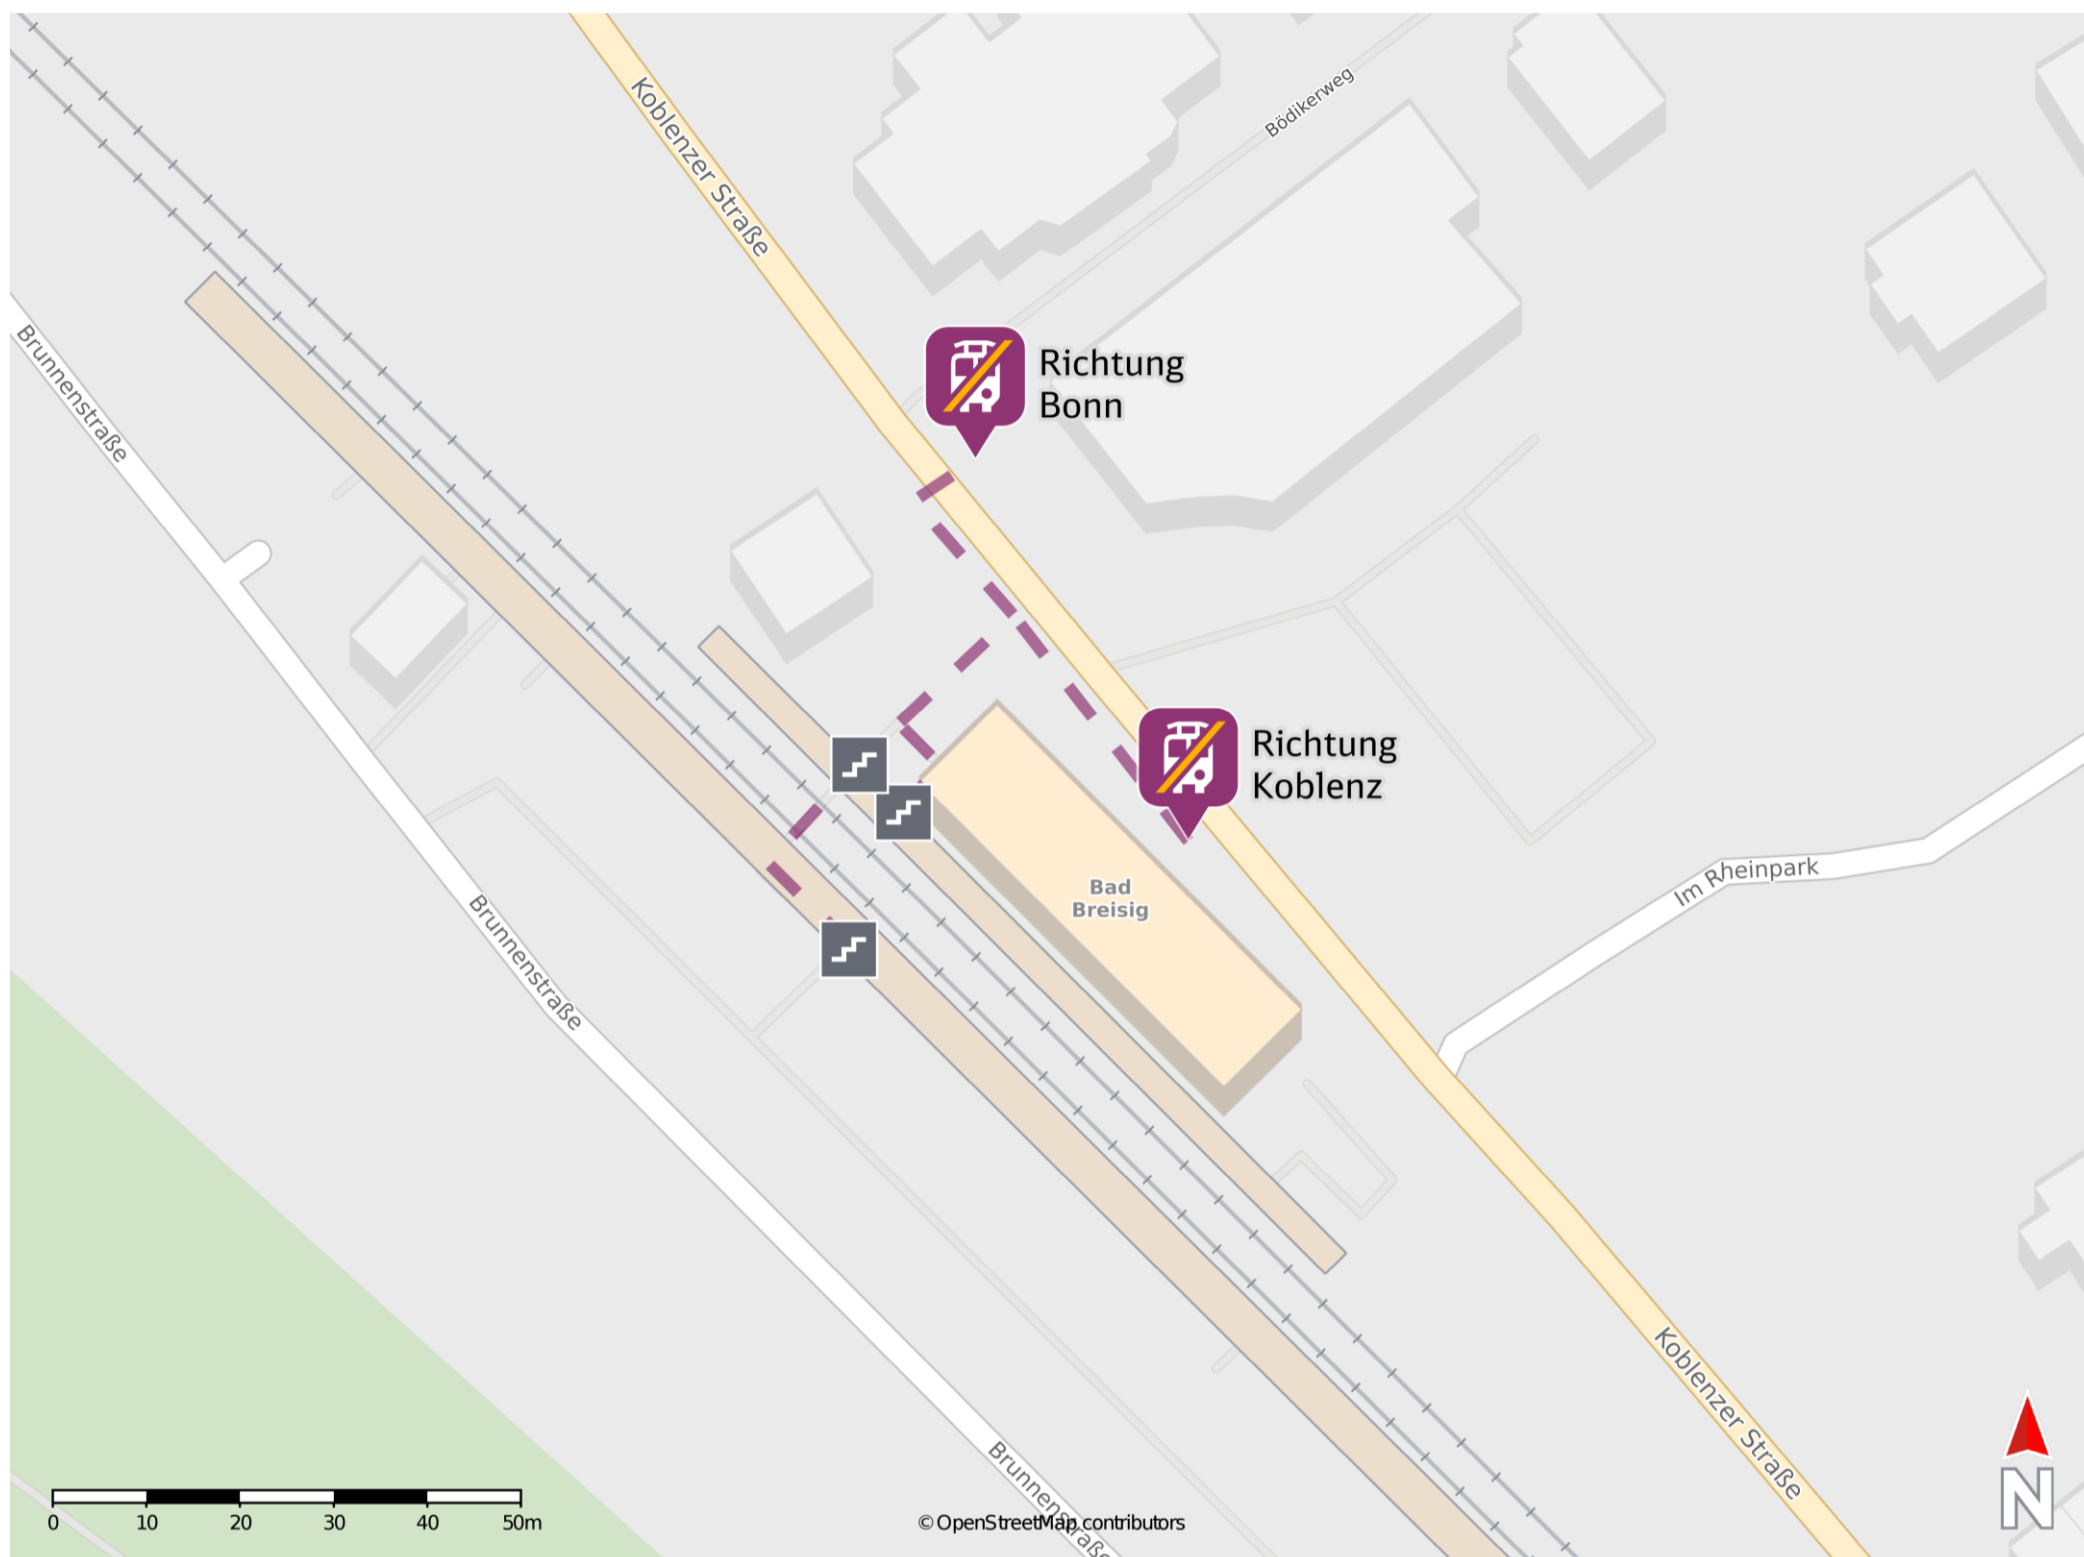 Koblenzer Straße
Bödikerweg
Brunnenstraße
Richtung
Bonn
Richtung
Koblenz
Im Rheinpark
Bad
Breisig
Brunnenstraße
Koblenzer Straße
Brunnenstraße
N
0 10 20 30 40 50m
© OpenStreetMap contributors